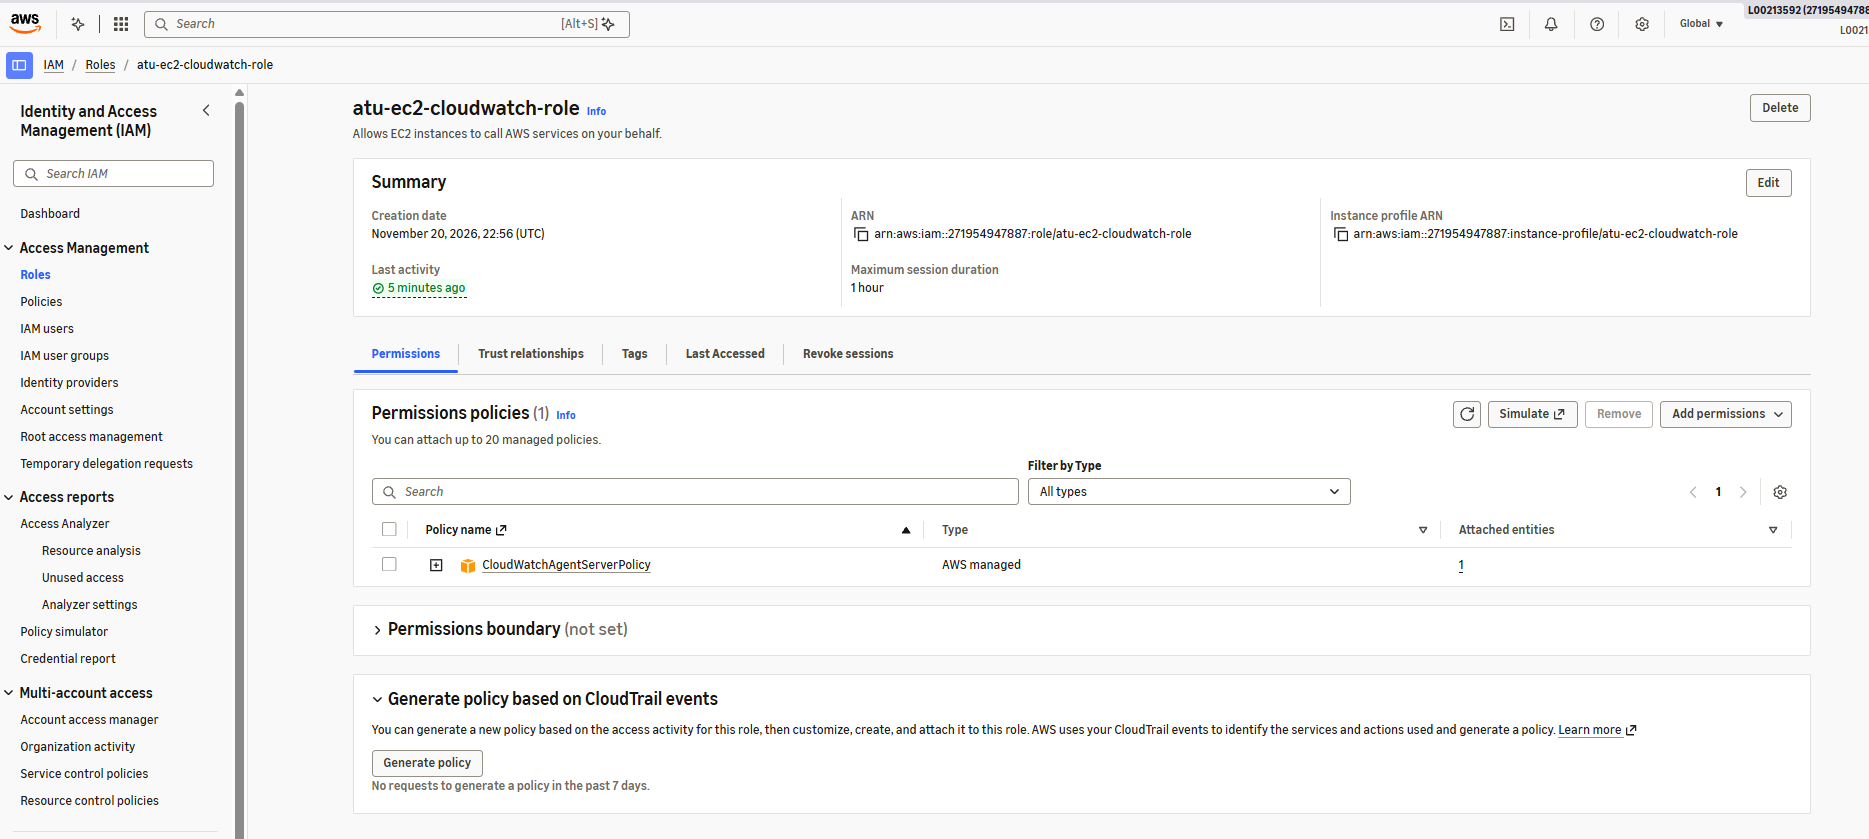 aws
Search [Alt+S]
Global
L00213592 (27195494788
L0021
IAM / Roles / atu-ec2-cloudwatch-role
Identity and Access Management (IAM)
Search IAM
Dashboard
Access Management
Roles
Policies
IAM users
IAM user groups
Identity providers
Account settings
Root access management
Temporary delegation requests
Access reports
Access Analyzer
Resource analysis
Unused access
Analyzer settings
Policy simulator
Credential report
Multi-account access
Account access manager
Organization activity
Service control policies
Resource control policies
atu-ec2-cloudwatch-role Info
Delete
Allows EC2 instances to call AWS services on your behalf.
Summary
Edit
Creation date
November 20, 2026, 22:56 (UTC)
ARN
arn:aws:iam::271954947887:role/atu-ec2-cloudwatch-role
Instance profile ARN
arn:aws:iam::271954947887:instance-profile/atu-ec2-cloudwatch-role
Last activity
5 minutes ago
Maximum session duration
1 hour
Permissions
Trust relationships
Tags
Last Accessed
Revoke sessions
Permissions policies (1) Info
Simulate
Remove
Add permissions
You can attach up to 20 managed policies.
Filter by Type
Search
All types
1
Policy name
Type
Attached entities
CloudWatchAgentServerPolicy
AWS managed
1
Permissions boundary (not set)
Generate policy based on CloudTrail events
You can generate a new policy based on the access activity for this role, then customize, create, and attach it to this role. AWS uses your CloudTrail events to identify the services and actions used and generate a policy. Learn more
Generate policy
No requests to generate a policy in the past 7 days.